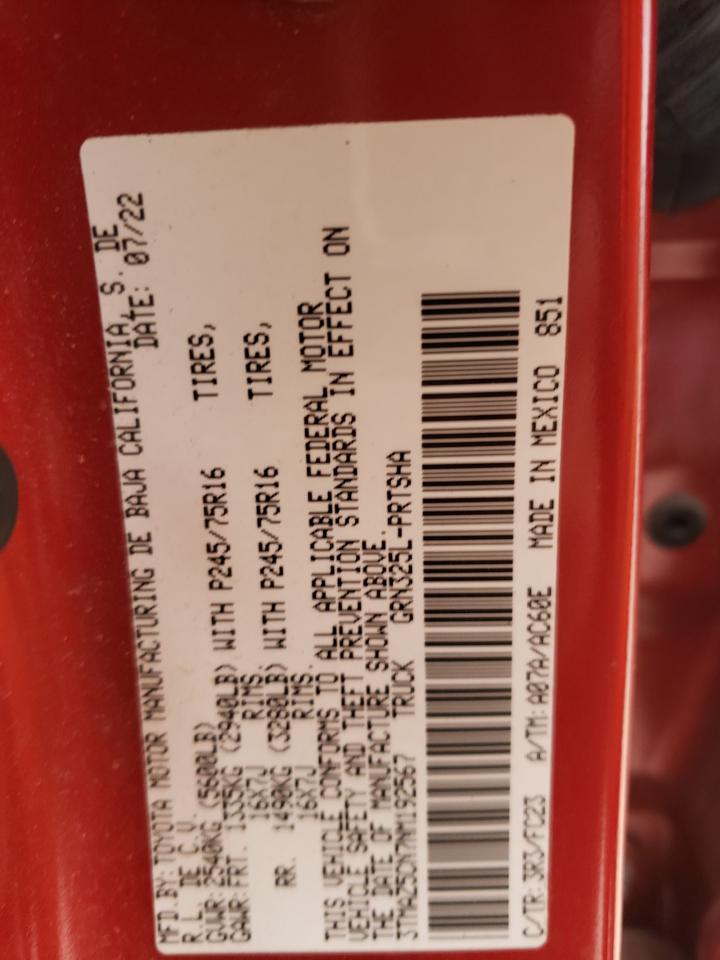 MFD.BY: TOYOTA MOTOR MANUFACTURING DE BAJA CALIFORNIA, S. DE
R.L. DE C.V. DATE: 07/22
GVWR: 2540KG (5600LB)
GAWR: FRT. 1335KG (2940LB) WITH P245/75R16 TIRES,
16X7J RIMS.
RR. 1490KG (3280LB) WITH P245/75R16 TIRES,
16X7J RIMS.
THIS VEHICLE CONFORMS TO ALL APPLICABLE FEDERAL MOTOR
VEHICLE SAFETY AND THEFT PREVENTION STANDARDS IN EFFECT ON
THE DATE OF MANUFACTURE SHOWN ABOVE.
3TMAZ5CN7NM192567 TRUCK GRN325L-PRTSHA
C/TR: 3R3/FC23 A/TM: A07A/AC60E MADE IN MEXICO 851